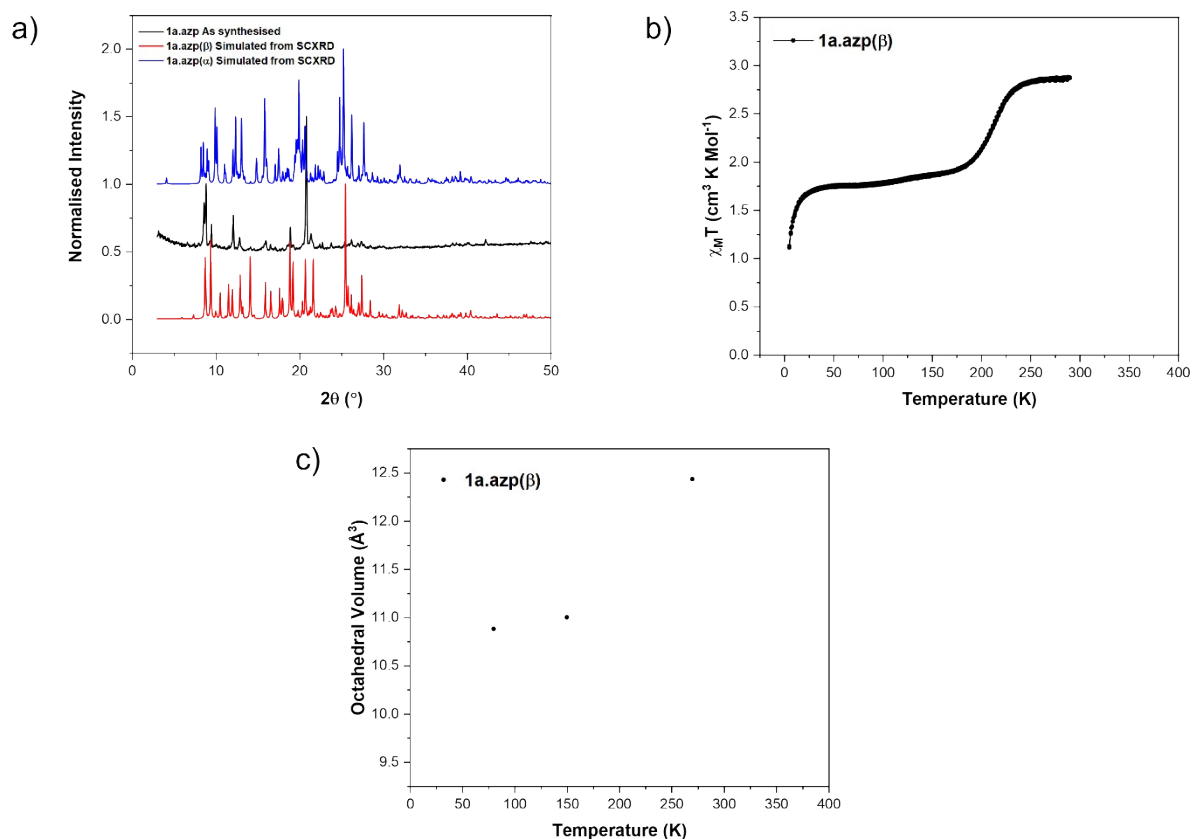 a)
1a.azp As synthesised
1a.azp(β) Simulated from SCXRD
1a.azp(α) Simulated from SCXRD
Normalised Intensity
2.0
1.5
1.0
0.5
0.0
0 10 20 30 40 50
2θ (°)
b)
1a.azp(β)
χMT (cm³ K Mol⁻¹)
3.5
3.0
2.5
2.0
1.5
1.0
0.5
0.0
0 50 100 150 200 250 300 350 400
Temperature (K)
c)
1a.azp(β)
Octahedral Volume (Å³)
12.5
12.0
11.5
11.0
10.5
10.0
9.5
0 50 100 150 200 250 300 350 400
Temperature (K)